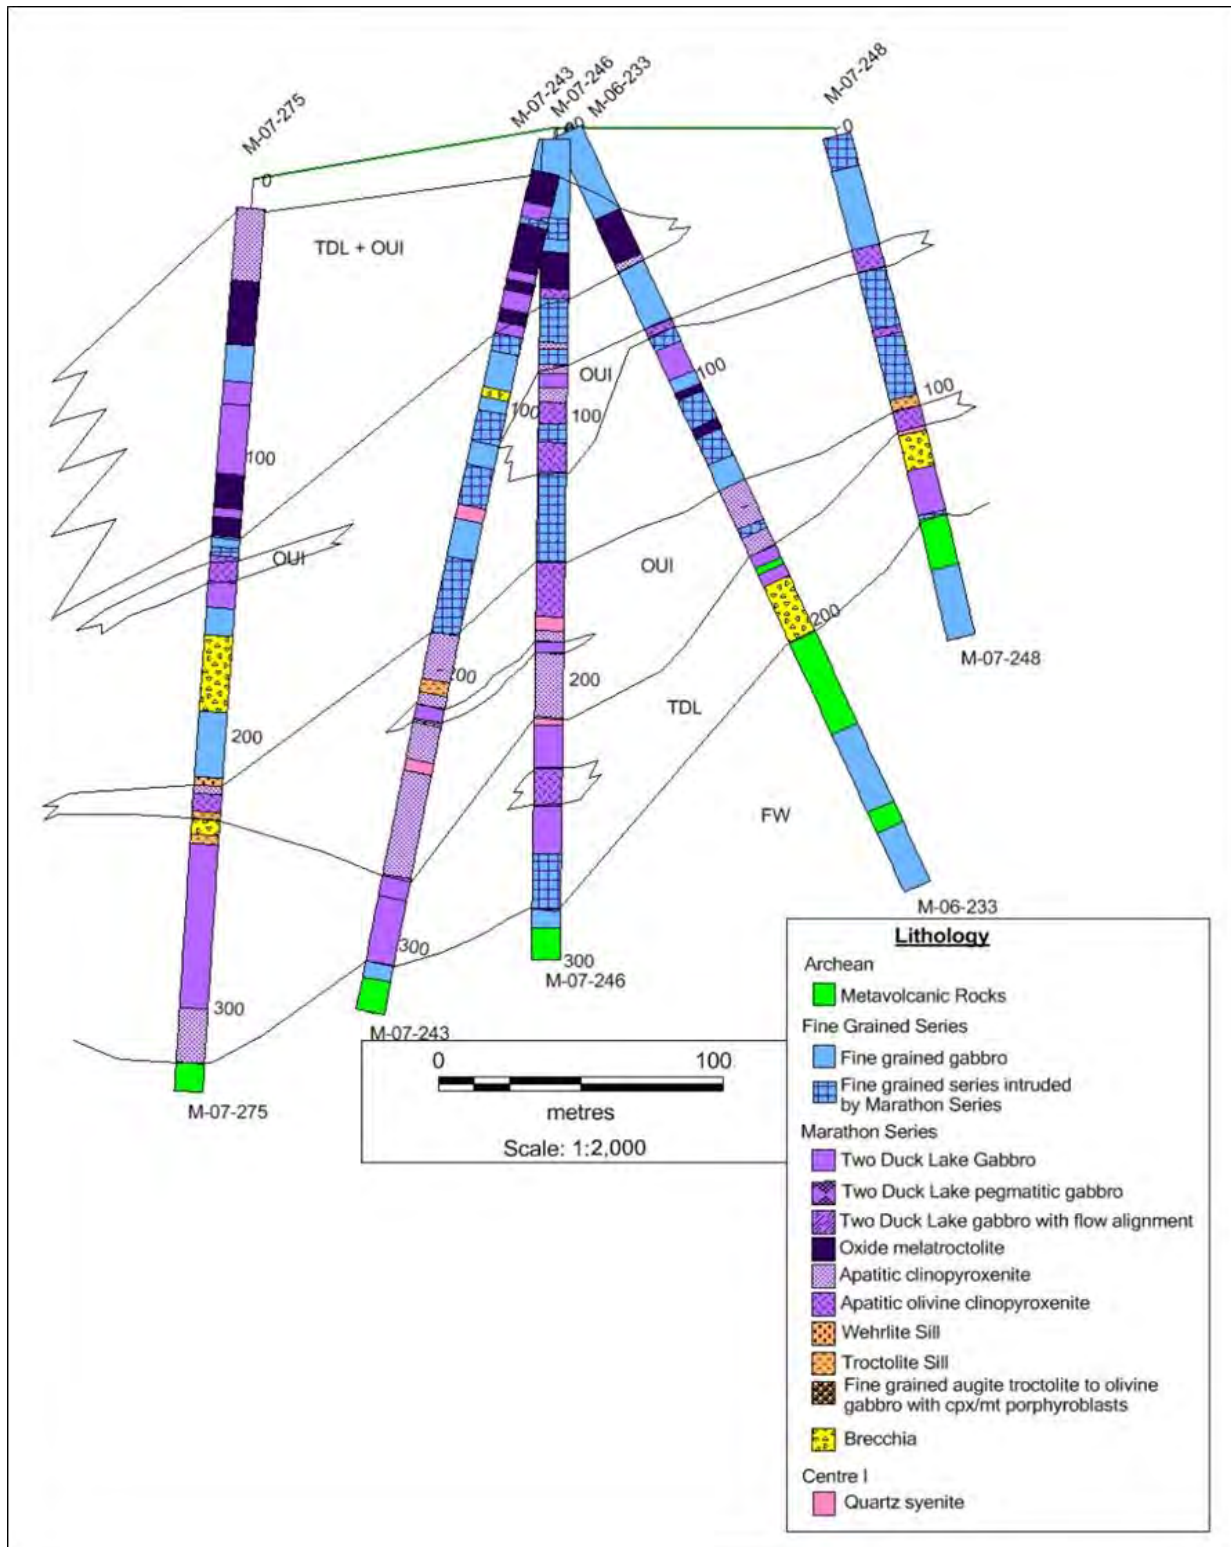 M-07-275
M-07-243
M-07-246
M-06-233
M-07-248
0
0
TDL + OUI
OUI
100
100
100
100
100
OUI
OUI
200
200
200
200
TDL
FW
M-07-248
300
300
300
M-07-246
M-06-233
M-07-243
M-07-275
0 100
metres
Scale: 1:2,000
Lithology
Archean
Metavolcanic Rocks
Fine Grained Series
Fine grained gabbro
Fine grained series intruded
by Marathon Series
Marathon Series
Two Duck Lake Gabbro
Two Duck Lake pegmatitic gabbro
Two Duck Lake gabbro with flow alignment
Oxide melatroctolite
Apatitic clinopyroxenite
Apatitic olivine clinopyroxenite
Wehrlite Sill
Troctolite Sill
Fine grained augite troctolite to olivine
gabbro with cpx/mt porphyroblasts
Brecchia
Centre I
Quartz syenite